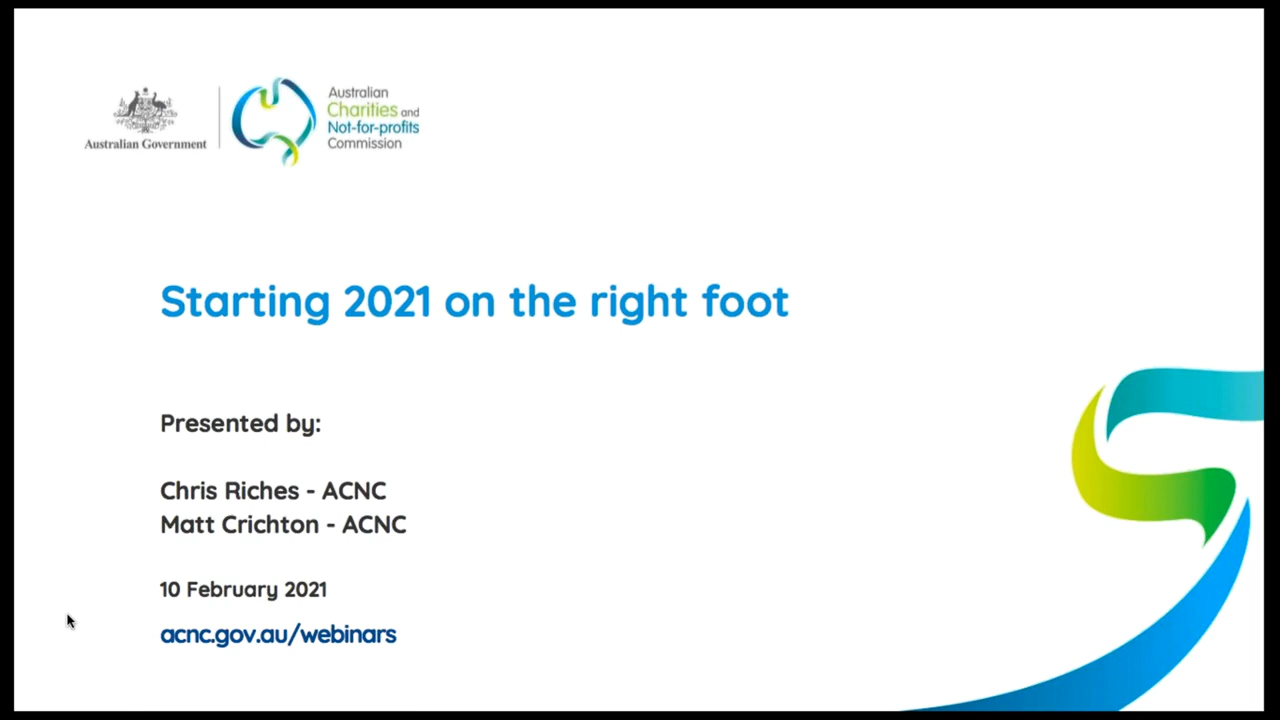 Australian Government
Australian
Charities and
Not-for-profits
Commission
Starting 2021 on the right foot
Presented by:
Chris Riches - ACNC
Matt Crichton - ACNC
10 February 2021
acnc.gov.au/webinars